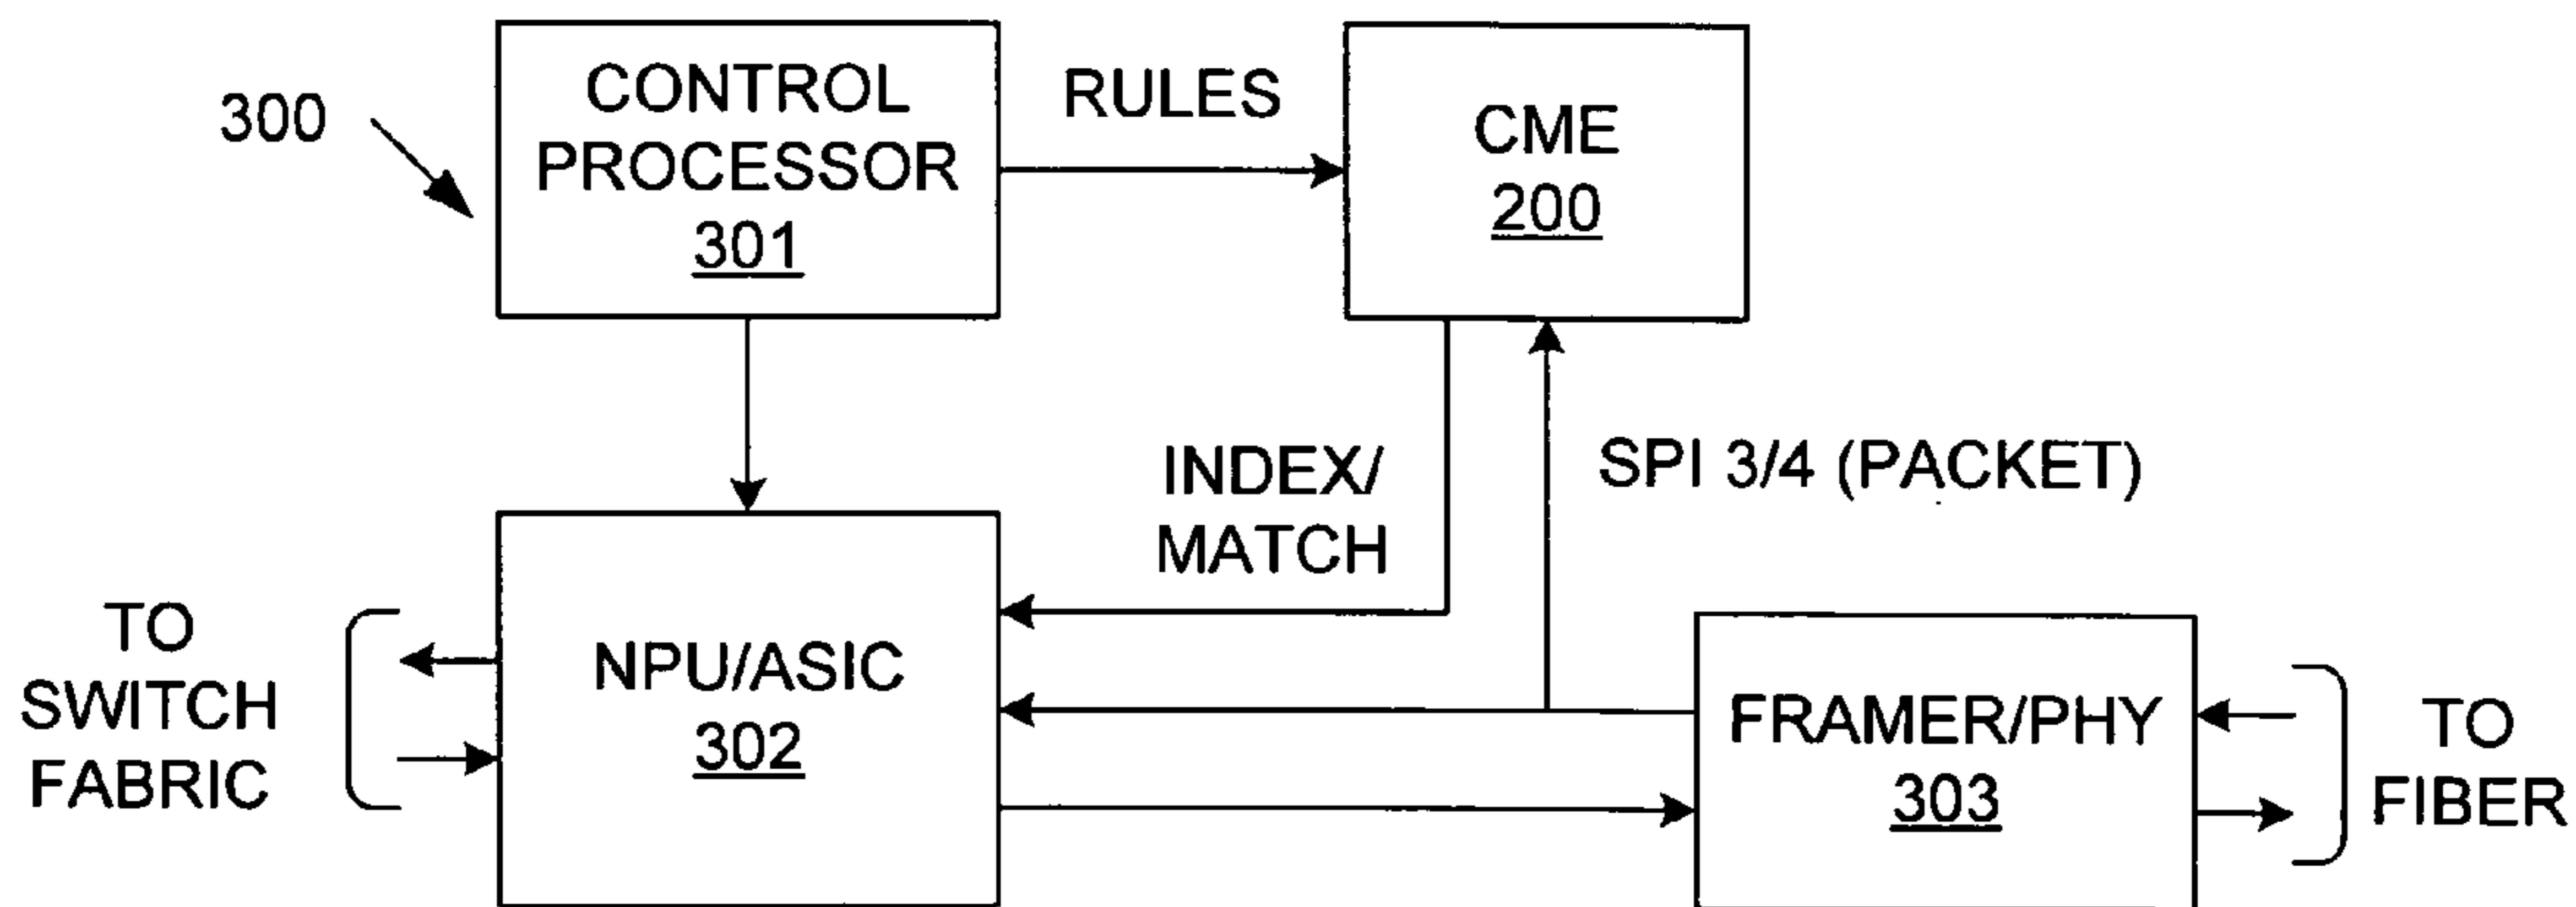 300
CONTROL
PROCESSOR
301
RULES
CME
200
INDEX/
MATCH
SPI 3/4 (PACKET)
TO
SWITCH
FABRIC
NPU/ASIC
302
FRAMER/PHY
303
TO
FIBER